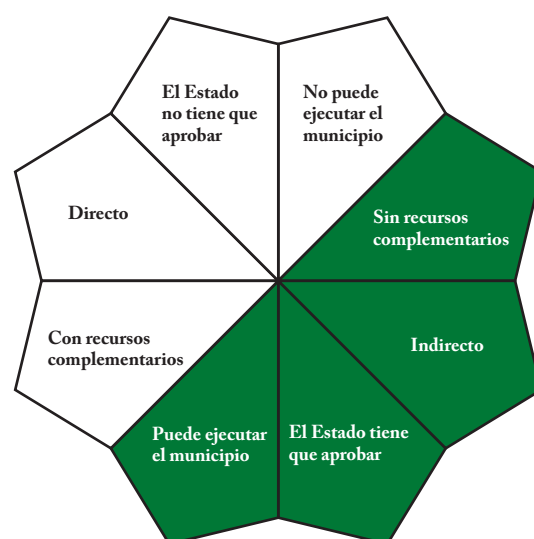 El Estado
no tiene que
aprobar
No puede
ejecutar el
municipio
Directo
Sin recursos
complementarios
Con recursos
complementarios
Indirecto
Puede ejecutar
el municipio
El Estado tiene
que aprobar